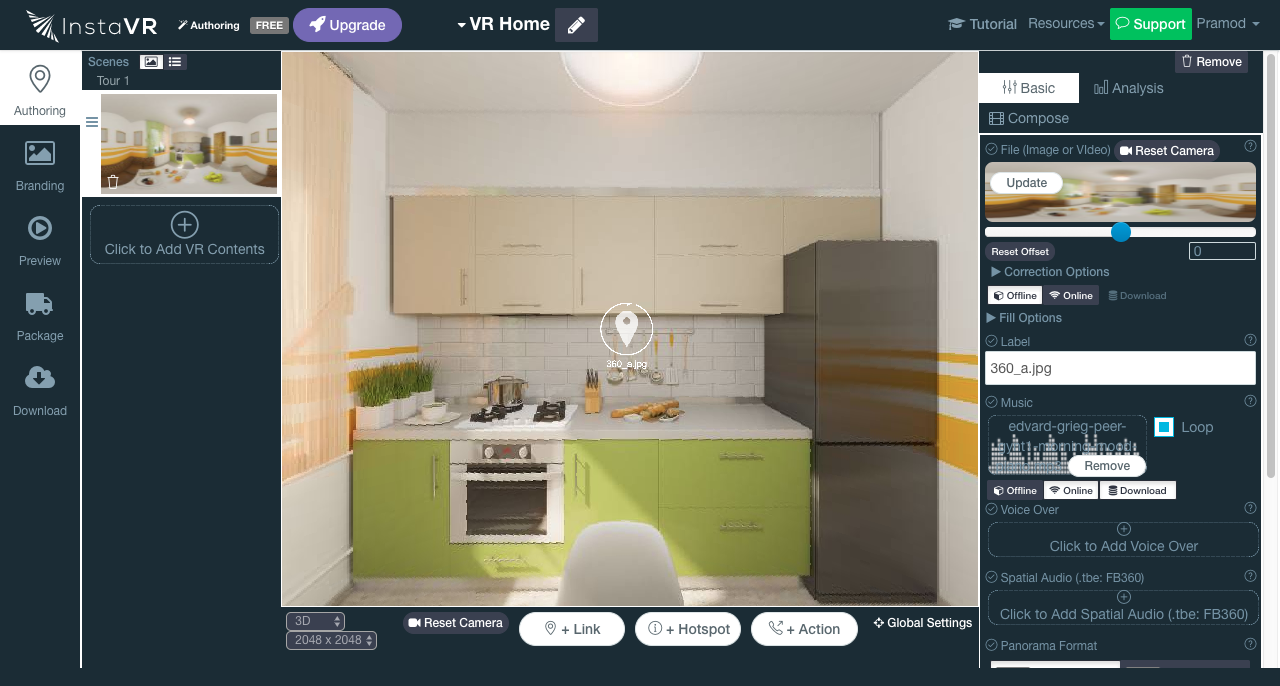 InstaVR
Authoring
FREE
Upgrade
VR Home
Tutorial
Resources
Support
Pramod
Authoring
Branding
Preview
Package
Download
Scenes
Tour 1
Click to Add VR Contents
360_a.jpg
3D
2048 x 2048
Reset Camera
+ Link
+ Hotspot
+ Action
Global Settings
Remove
Basic
Analysis
Compose
File (Image or VIdeo)
Reset Camera
Update
Reset Offset
0
Correction Options
Offline
Online
Download
Fill Options
Label
360_a.jpg
Music
edvard-grieg-peer-
Loop
Remove
Offline
Online
Download
Voice Over
Click to Add Voice Over
Spatial Audio (.tbe: FB360)
Click to Add Spatial Audio (.tbe: FB360)
Panorama Format